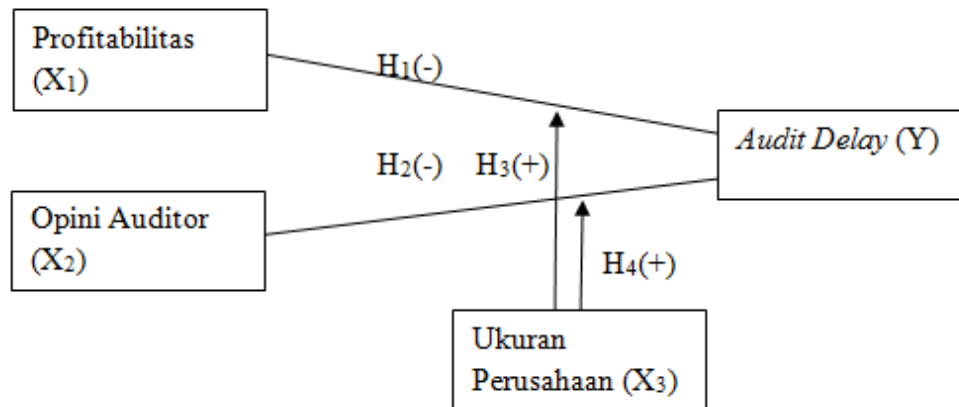 Profitabilitas
(X₁)
H₁(-)
Audit Delay (Y)
H₂(-)
H₃(+)
Opini Auditor
(X₂)
H₄(+)
Ukuran
Perusahaan (X₃)